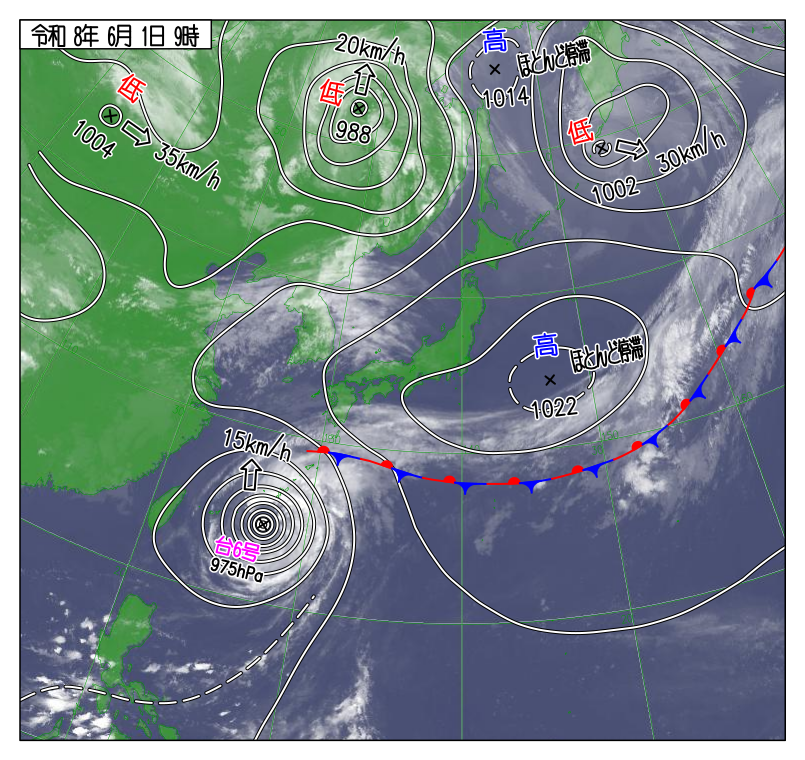 令和 8年 6月 1日 9時
20km/h
高
ほとんど停滞
低
低
1014
1004
988
低
35km/h
30km/h
1002
高
ほとんど停滞
1022
15km/h
台6号
975hPa